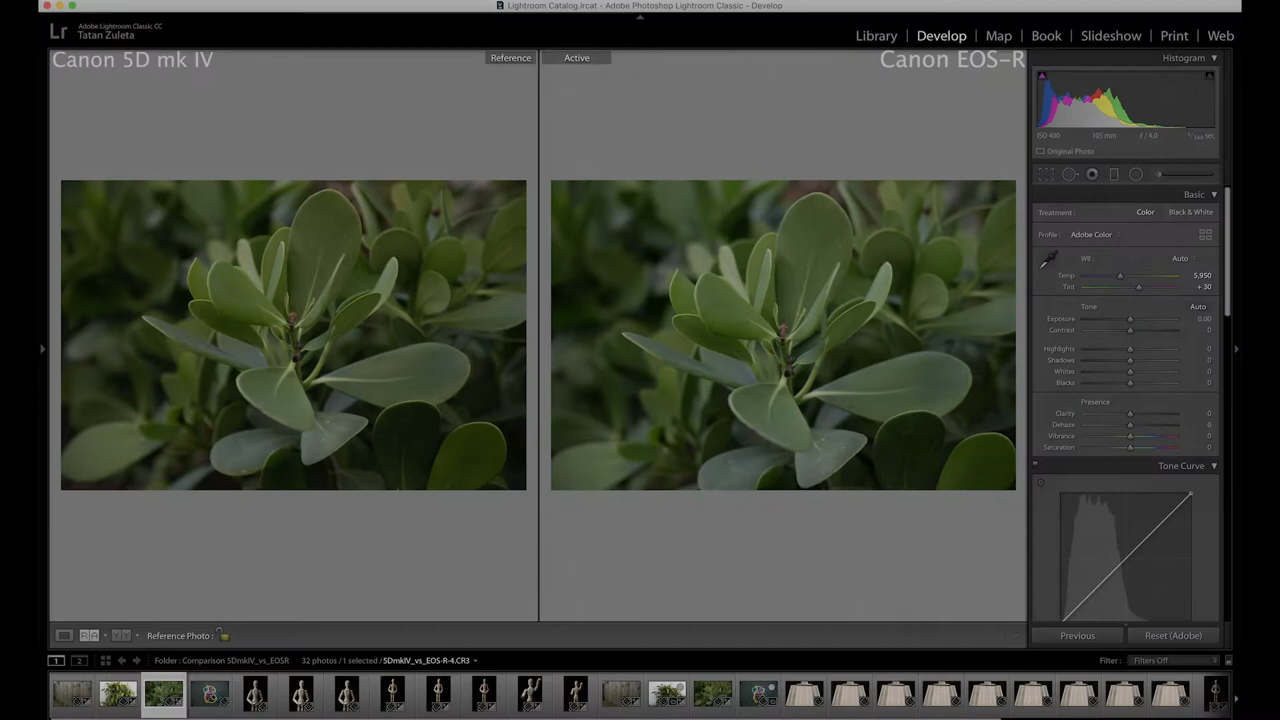 Lightroom Catalog.lrcat - Adobe Photoshop Lightroom Classic - Develop
Lr
Adobe Lightroom Classic CC
Tatan Zuleta
Library | Develop | Map | Book | Slideshow | Print | Web
Canon 5D mk IV
Reference
Active
Canon EOS-R
Histogram
ISO 400 105 mm f / 4.0
Original Photo
Basic
Treatment : Color Black & White
Profile : Adobe Color
WB : Auto
Temp 5,950
Tint + 30
Tone Auto
Exposure 0.00
Contrast 0
Highlights 0
Shadows 0
Whites 0
Blacks 0
Presence
Clarity 0
Dehaze 0
Vibrance 0
Saturation 0
Tone Curve
Reference Photo :
Previous Reset (Adobe)
1 2 Folder : Comparison 5DmkIV_vs_EOSR 32 photos / 1 selected / 5DmkIV_vs_EOS-R-4.CR3 Filter : Filters Off